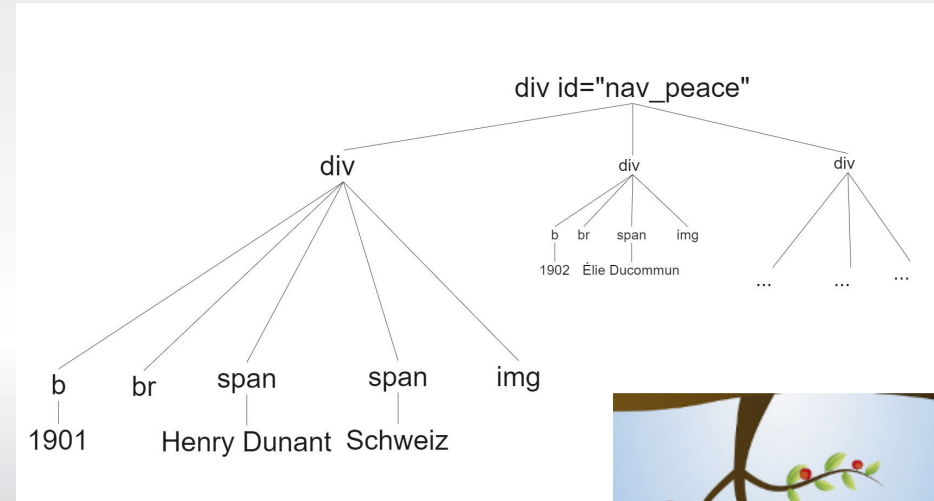 div id="nav_peace"
div
div
div
b br span img
1902 Élie Ducommun
... ... ...
b br span span img
1901 Henry Dunant Schweiz